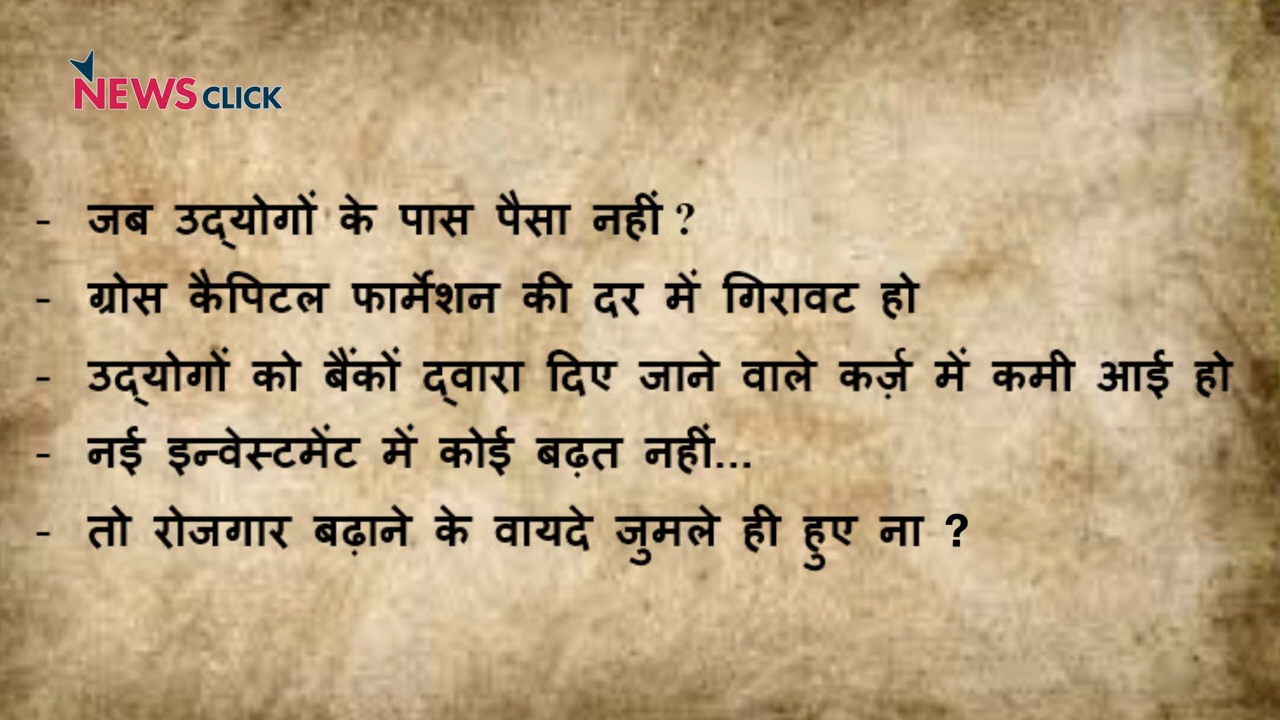 NEWSCLICK
- जब उद्योगों के पास पैसा नहीं ?
- ग्रोस कैपिटल फार्मेशन की दर में गिरावट हो
- उद्योगों को बैंकों द्वारा दिए जाने वाले कर्ज़ में कमी आई हो
- नई इन्वेस्टमेंट में कोई बढ़त नहीं...
- तो रोजगार बढ़ाने के वायदे जुमले ही हुए ना ?